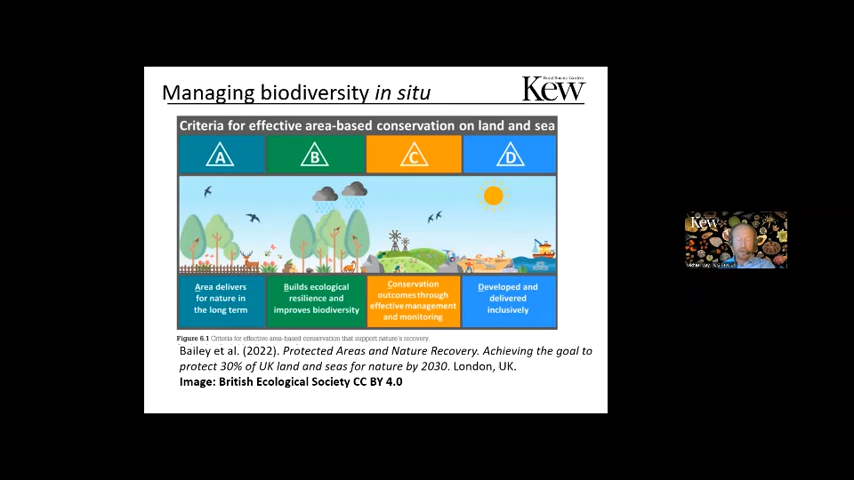 Managing biodiversity in situ
Royal Botanic Gardens
Kew
Criteria for effective area-based conservation on land and sea
A
B
C
D
Area delivers
for nature in
the long term
Builds ecological
resilience and
improves biodiversity
Conservation
outcomes through
effective management
and monitoring
Developed and
delivered
inclusively
Figure 6.1 Criteria for effective area-based conservation that support nature's recovery.
Bailey et al. (2022). Protected Areas and Nature Recovery. Achieving the goal to
protect 30% of UK land and seas for nature by 2030. London, UK.
Image: British Ecological Society CC BY 4.0
Kew